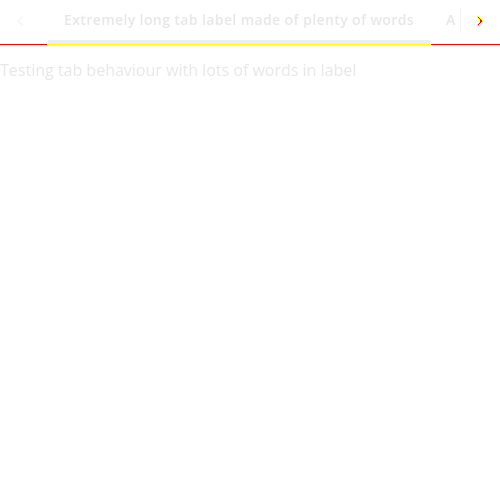 Extremely long tab label made of plenty of words A
Testing tab behaviour with lots of words in label